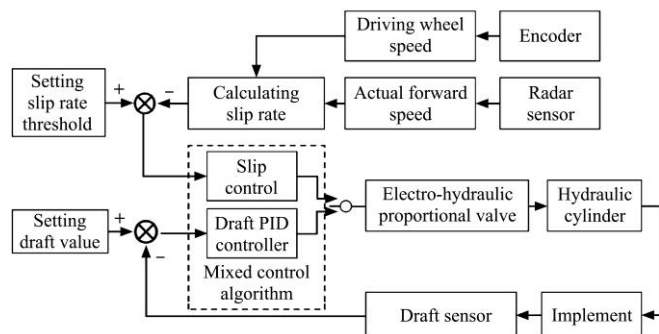 Driving wheel
speed
Encoder
Setting
slip rate
threshold
+
−
Calculating
slip rate
Actual forward
speed
Radar
sensor
Slip
control
Electro-hydraulic
proportional valve
Hydraulic
cylinder
Setting
draft value
+
−
Draft PID
controller
Mixed control
algorithm
Draft sensor
Implement